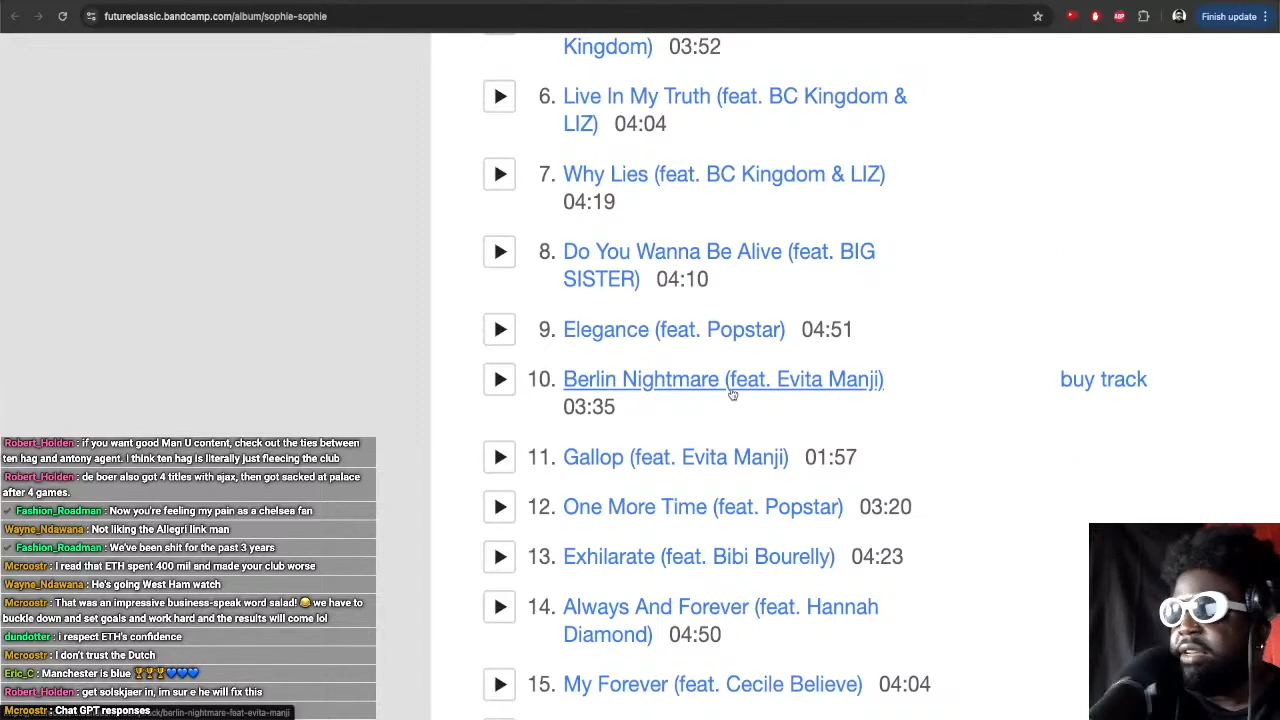 futureclassic.bandcamp.com/album/sophie-sophie
Finish update
Kingdom) 03:52
6. Live In My Truth (feat. BC Kingdom &
LIZ) 04:04
7. Why Lies (feat. BC Kingdom & LIZ)
04:19
8. Do You Wanna Be Alive (feat. BIG
SISTER) 04:10
9. Elegance (feat. Popstar) 04:51
10. Berlin Nightmare (feat. Evita Manji) buy track
03:35
11. Gallop (feat. Evita Manji) 01:57
12. One More Time (feat. Popstar) 03:20
13. Exhilarate (feat. Bibi Bourelly) 04:23
14. Always And Forever (feat. Hannah
Diamond) 04:50
15. My Forever (feat. Cecile Believe) 04:04
Robert_Holden : if you want good Man U content, check out the ties between
ten hag and antony agent. I think ten hag is literally just fleecing the club
Robert_Holden : de boer also got 4 titles with ajax, then got sacked at palace
after 4 games.
Fashion_Roadman : Now you're feeling my pain as a chelsea fan
Wayne_Ndawana : Not liking the Allegri link man
Fashion_Roadman : We've been shit for the past 3 years
Mcroostr : I read that ETH spent 400 mil and made your club worse
Wayne_Ndawana : He's going West Ham watch
Mcroostr : That was an impressive business-speak word salad! 😂 we have to
buckle down and set goals and work hard and the results will come lol
dundotter : i respect ETH's confidence
Mcroostr : I don't trust the Dutch
Eric_C : Manchester is blue 🏆🏆🏆💙💙💙
Robert_Holden : get solskjaer in, im sur e he will fix this
Mcroostr : Chat GPT responses
ck/berlin-nightmare-feat-evita-manji